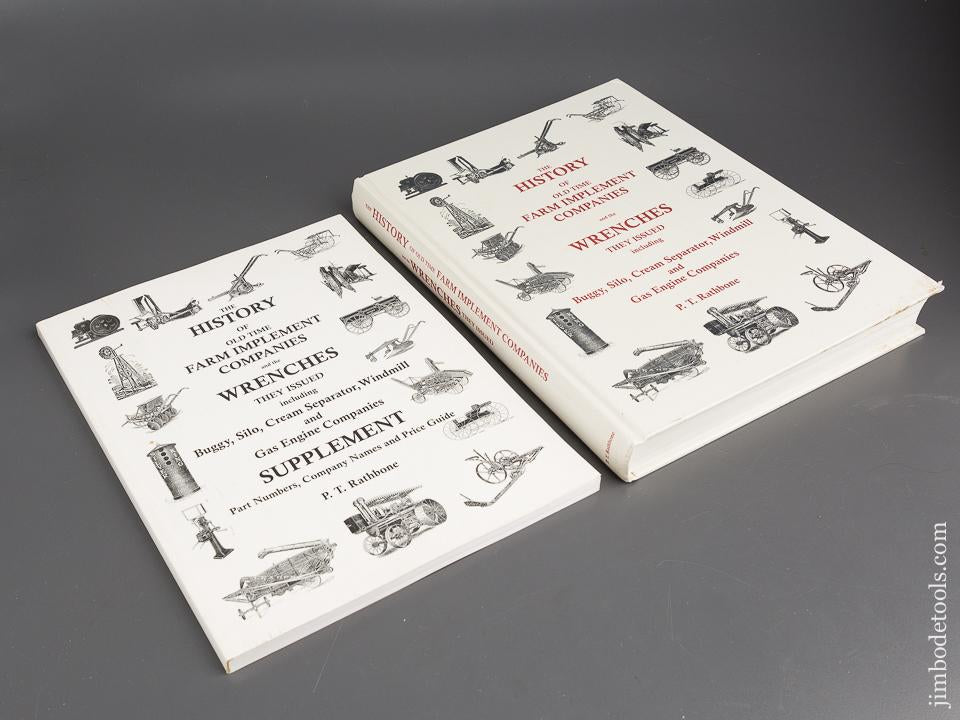 THE
HISTORY
OF
OLD TIME
FARM IMPLEMENT
COMPANIES
and the
WRENCHES
THEY ISSUED
including
Buggy, Silo, Cream Separator, Windmill
and
Gas Engine Companies
SUPPLEMENT
Part Numbers, Company Names and Price Guide
P. T. Rathbone
THE HISTORY OF OLD TIME FARM IMPLEMENT COMPANIES
and the WRENCHES THEY ISSUED
P. T. Rathbone
THE
HISTORY
OF
OLD TIME
FARM IMPLEMENT
COMPANIES
and the
WRENCHES
THEY ISSUED
including
Buggy, Silo, Cream Separator, Windmill
and
Gas Engine Companies
P. T. Rathbone
jimbodetools.com